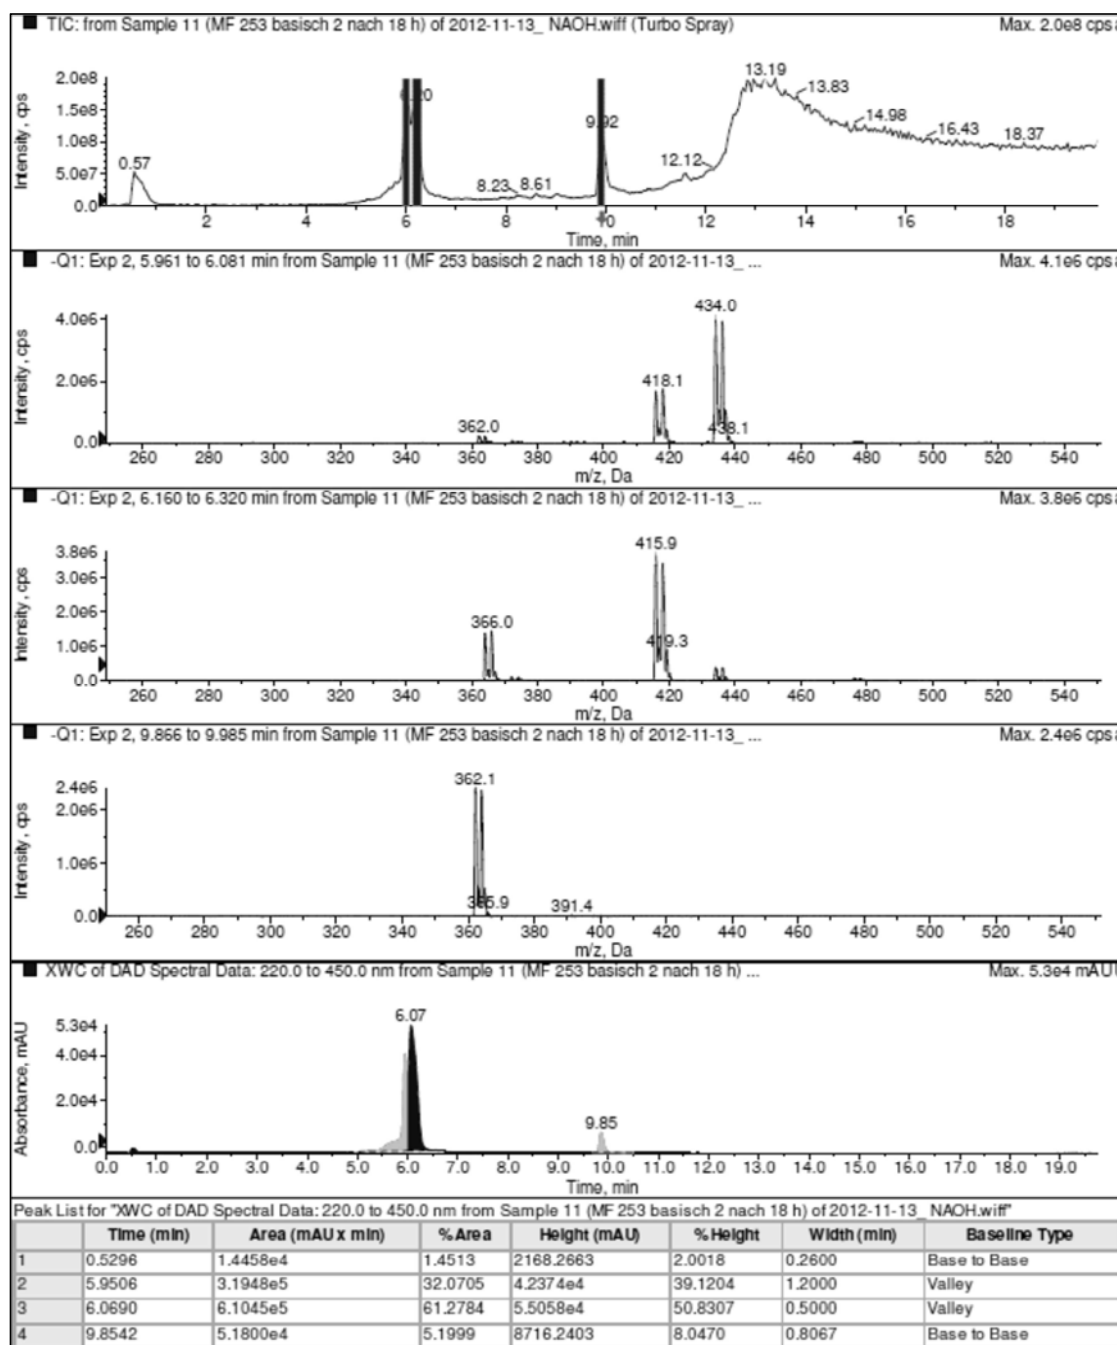 TIC: from Sample 11 (MF 253 basisch 2 nach 18 h) of 2012-11-13_ NAOH.wiff (Turbo Spray) Max. 2.0e8 cps
Intensity, cps
2.0e8
1.5e8
1.0e8
5.0e7
0.0
0.57
9.92
8.23
8.61
12.12
13.19
13.83
14.98
16.43
18.37
2 4 6 8 10 12 14 16 18
Time, min
-Q1: Exp 2, 5.961 to 6.081 min from Sample 11 (MF 253 basisch 2 nach 18 h) of 2012-11-13_ ... Max. 4.1e6 cps
Intensity, cps
4.0e6
2.0e6
0.0
362.0
418.1
434.0
438.1
260 280 300 320 340 360 380 400 420 440 460 480 500 520 540
m/z, Da
-Q1: Exp 2, 6.160 to 6.320 min from Sample 11 (MF 253 basisch 2 nach 18 h) of 2012-11-13_ ... Max. 3.8e6 cps
Intensity, cps
3.8e6
3.0e6
2.0e6
1.0e6
0.0
366.0
415.9
419.3
260 280 300 320 340 360 380 400 420 440 460 480 500 520 540
m/z, Da
-Q1: Exp 2, 9.866 to 9.985 min from Sample 11 (MF 253 basisch 2 nach 18 h) of 2012-11-13_ ... Max. 2.4e6 cps
Intensity, cps
2.4e6
2.0e6
1.0e6
0.0
362.1
391.4
260 280 300 320 340 360 380 400 420 440 460 480 500 520 540
m/z, Da
XWC of DAD Spectral Data: 220.0 to 450.0 nm from Sample 11 (MF 253 basisch 2 nach 18 h) ... Max. 5.3e4 mAU
Absorbance, mAU
5.3e4
4.0e4
2.0e4
0.0
6.07
9.85
0.0 1.0 2.0 3.0 4.0 5.0 6.0 7.0 8.0 9.0 10.0 11.0 12.0 13.0 14.0 15.0 16.0 17.0 18.0 19.0
Time, min
Peak List for "XWC of DAD Spectral Data: 220.0 to 450.0 nm from Sample 11 (MF 253 basisch 2 nach 18 h) of 2012-11-13_ NAOH.wiff"
Time (min) Area (mAU x min) %Area Height (mAU) %Height Width (min) Baseline Type
1 0.5296 1.4458e4 1.4513 2168.2663 2.0018 0.2600 Base to Base
2 5.9506 3.1948e5 32.0705 4.2374e4 39.1204 1.2000 Valley
3 6.0690 6.1045e5 61.2784 5.5058e4 50.8307 0.5000 Valley
4 9.8542 5.1800e4 5.1999 8716.2403 8.0470 0.8067 Base to Base